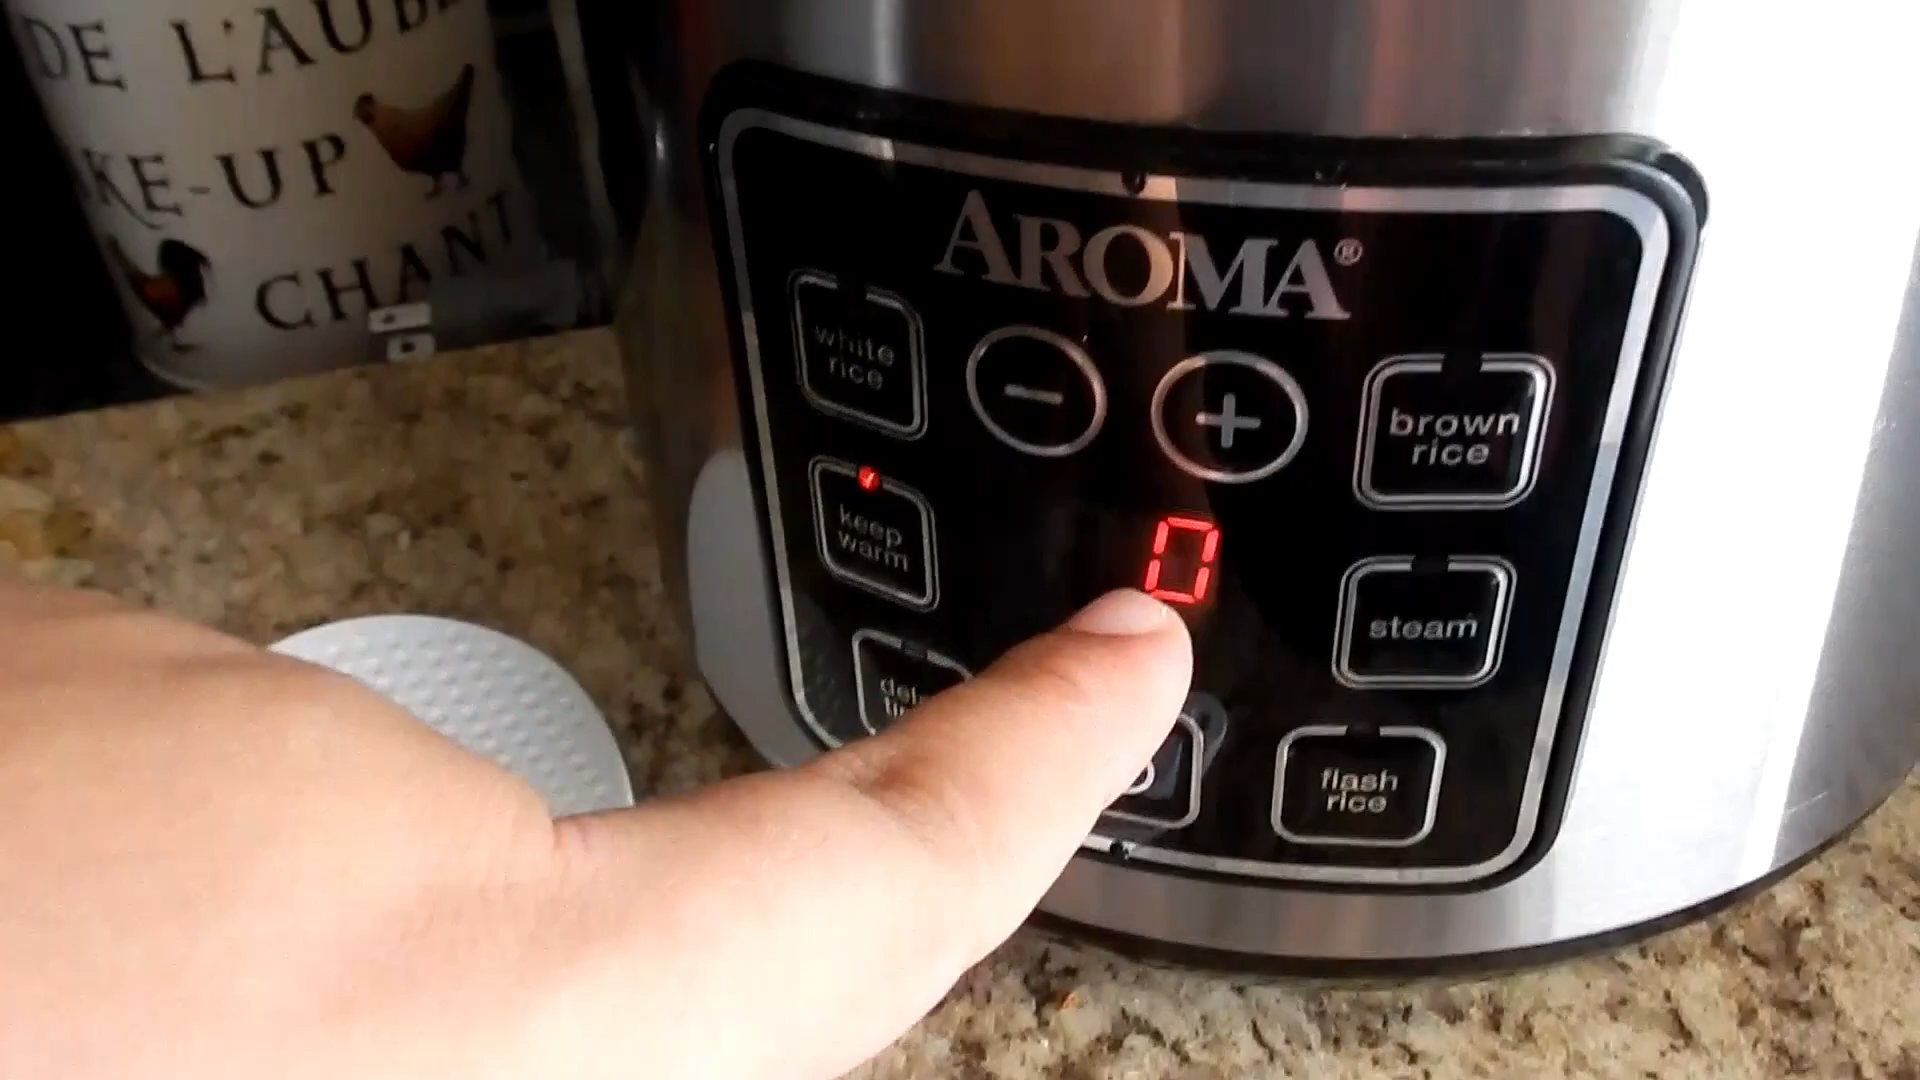 DE L'AUBE
KE-UP
CHANT
AROMA®
white
rice
−
+
brown
rice
keep
warm
0
steam
flash
rice